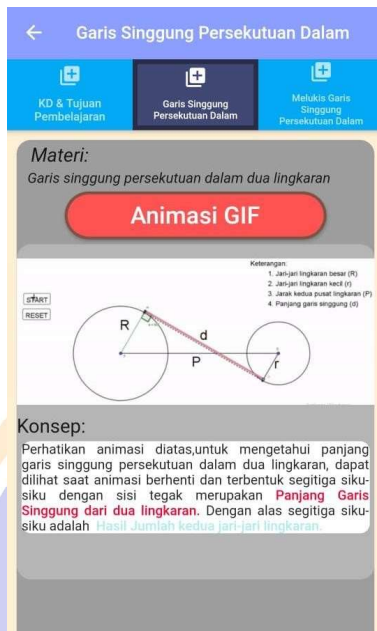 Garis Singgung Persekutuan Dalam
KD & Tujuan
Pembelajaran
Garis Singgung
Persekutuan Dalam
Melukis Garis
Singgung
Persekutuan Dalam
Materi:
Garis singgung persekutuan dalam dua lingkaran
Animasi GIF
Keterangan:
1. Jari-jari lingkaran besar (R)
2. Jari-jari lingkaran kecil (r)
3. Jarak kedua pusat lingkaran (P)
4. Panjang garis singgung (d)
START
RESET
R
d
P
r
Konsep:
Perhatikan animasi diatas,untuk mengetahui panjang
garis singgung persekutuan dalam dua lingkaran, dapat
dilihat saat animasi berhenti dan terbentuk segitiga siku-
siku dengan sisi tegak merupakan Panjang Garis
Singgung dari dua lingkaran. Dengan alas segitiga siku-
siku adalah Hasil Jumlah kedua jari-jari lingkaran.